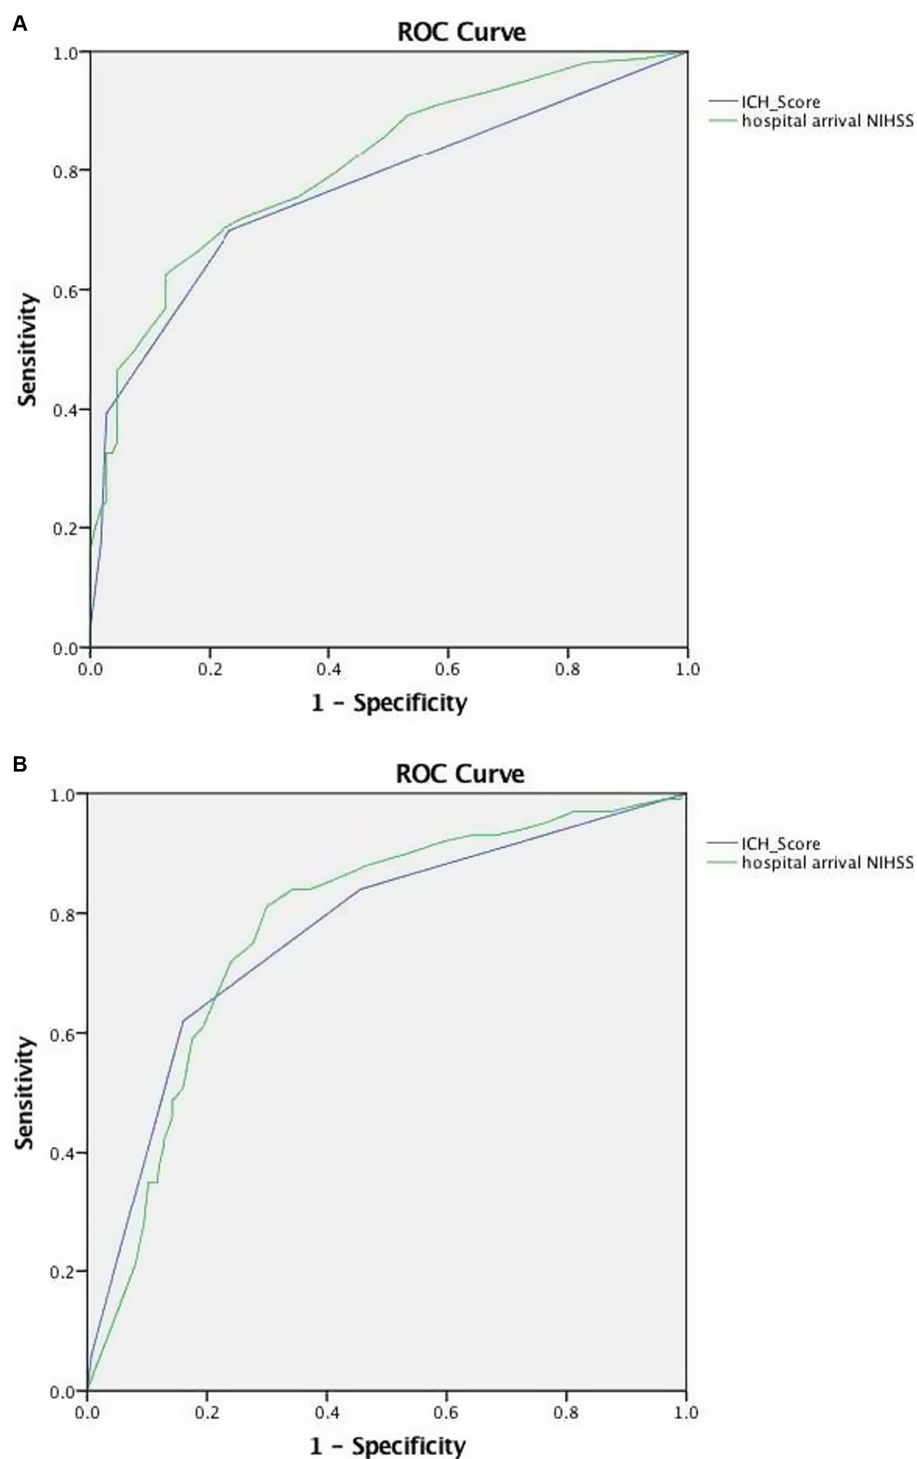 A
ROC Curve
1.0
0.8
0.6
0.4
0.2
0.0
Sensitivity
0.0 0.2 0.4 0.6 0.8 1.0
1 – Specificity
ICH_Score
hospital arrival NIHSS
B
ROC Curve
1.0
0.8
0.6
0.4
0.2
0.0
Sensitivity
0.0 0.2 0.4 0.6 0.8 1.0
1 – Specificity
ICH_Score
hospital arrival NIHSS